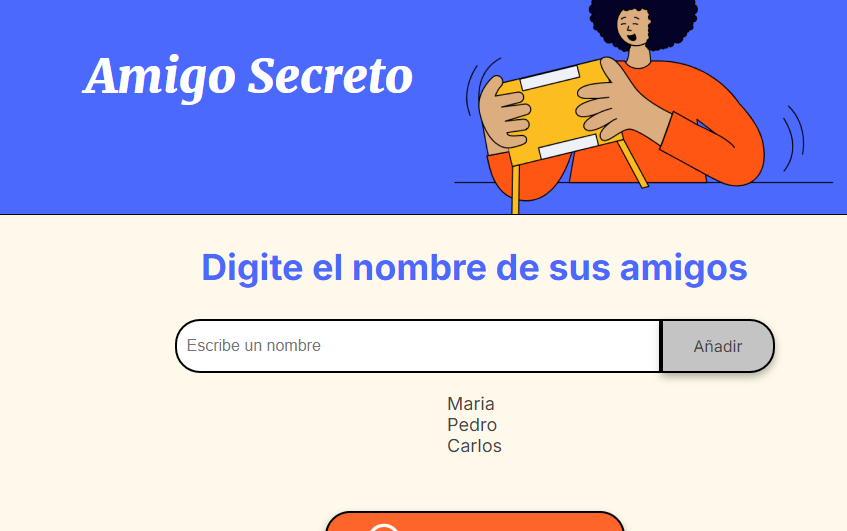 Amigo Secreto
Digite el nombre de sus amigos
Escribe un nombre
Añadir
Maria
Pedro
Carlos